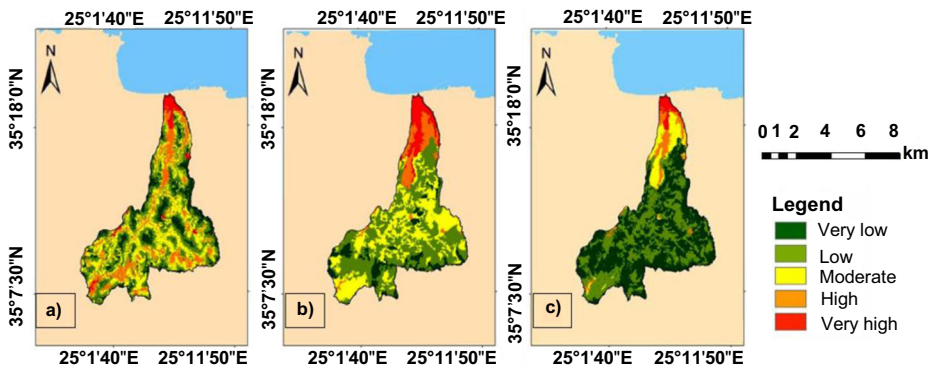 25°1'40"E 25°11'50"E 25°1'40"E 25°11'50"E 25°1'40"E 25°11'50"E
N N N
35°18'0"N 35°18'0"N 35°18'0"N
0 1 2 4 6 8
km
Legend
Very low
Low
Moderate
High
Very high
35°7'30"N 35°7'30"N 35°7'30"N
a) b) c)
25°1'40"E 25°11'50"E 25°1'40"E 25°11'50"E 25°1'40"E 25°11'50"E